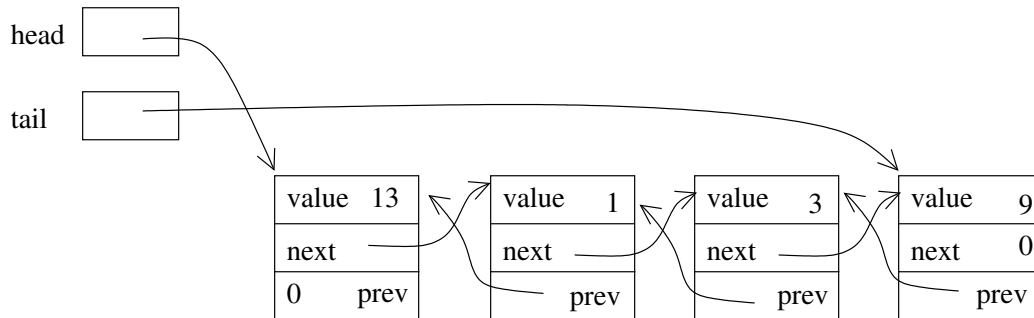 head
tail
value 13 value 1 value 3 value 9
next next next next 0
0 prev prev prev prev